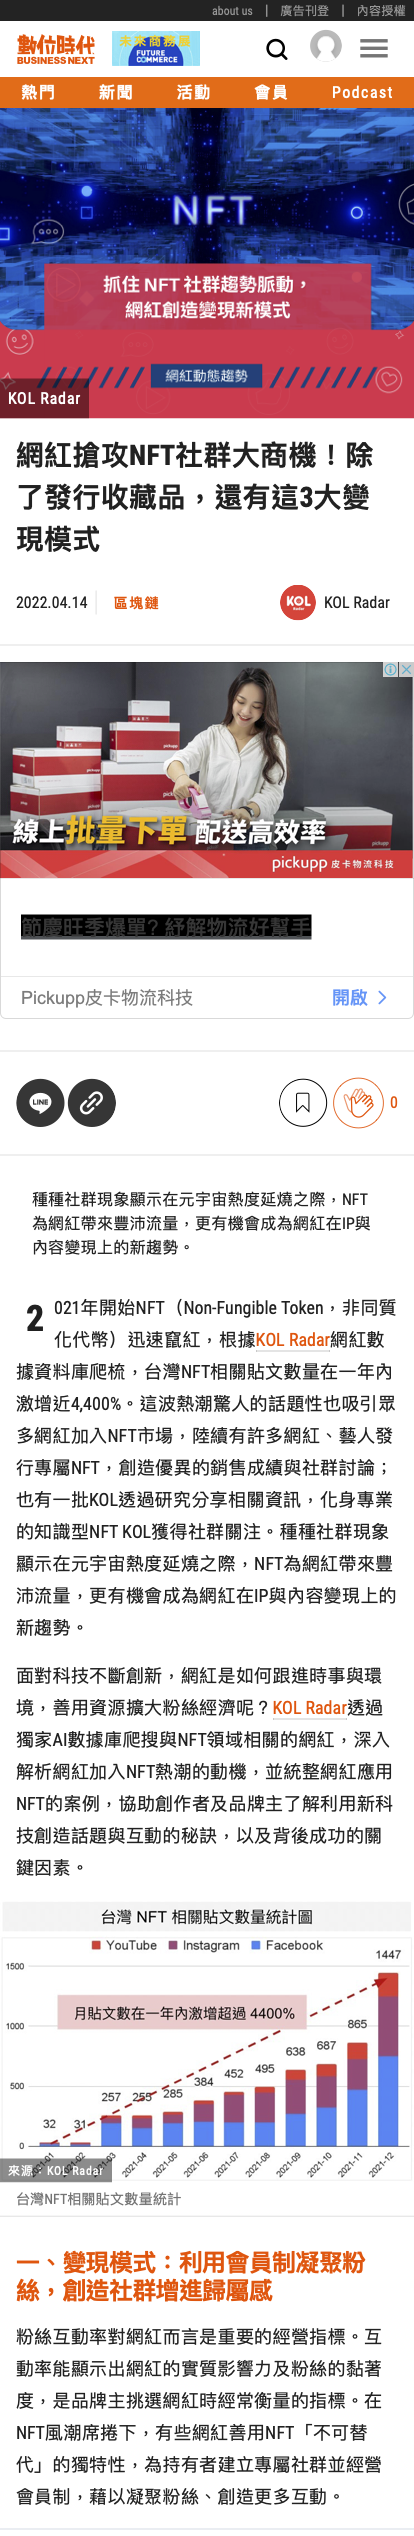 about us | 廣告刊登 | 內容授權
數位時代
BUSINESS NEXT
未來商務展
FUTURE
COMMERCE
熱門 新聞 活動 會員 Podcast
NFT
抓住 NFT 社群趨勢脈動，
網紅創造變現新模式
網紅動態趨勢
KOL Radar
網紅搶攻NFT社群大商機！除
了發行收藏品，還有這3大變
現模式
2022.04.14 區塊鏈 KOL Radar KOL Radar
pickupp
線上批量下單 配送高效率
pickupp 皮卡物流科技
節慶旺季爆單？紓解物流好幫手
Pickupp皮卡物流科技 開啟
LINE 0
種種社群現象顯示在元宇宙熱度延燒之際，NFT
為網紅帶來豐沛流量，更有機會成為網紅在IP與
內容變現上的新趨勢。
2021年開始NFT（Non-Fungible Token，非同質
化代幣）迅速竄紅，根據KOL Radar網紅數
據資料庫爬梳，台灣NFT相關貼文數量在一年內
激增近4,400%。這波熱潮驚人的話題性也吸引眾
多網紅加入NFT市場，陸續有許多網紅、藝人發
行專屬NFT，創造優異的銷售成績與社群討論；
也有一批KOL透過研究分享相關資訊，化身專業
的知識型NFT KOL獲得社群關注。種種社群現象
顯示在元宇宙熱度延燒之際，NFT為網紅帶來豐
沛流量，更有機會成為網紅在IP與內容變現上的
新趨勢。
面對科技不斷創新，網紅是如何跟進時事與環
境，善用資源擴大粉絲經濟呢？KOL Radar透過
獨家AI數據庫爬搜與NFT領域相關的網紅，深入
解析網紅加入NFT熱潮的動機，並統整網紅應用
NFT的案例，協助創作者及品牌主了解利用新科
技創造話題與互動的秘訣，以及背後成功的關
鍵因素。
台灣 NFT 相關貼文數量統計圖
YouTube Instagram Facebook
月貼文數在一年內激增超過 4400%
1500
1000
500
0
32 31 257 255 285 384 452 495 638 687 865 1447
2021-01 2021-02 2021-03 2021-04 2021-05 2021-06 2021-07 2021-08 2021-09 2021-10 2021-11 2021-12
來源： KOL Radar
台灣NFT相關貼文數量統計
一、變現模式：利用會員制凝聚粉
絲，創造社群增進歸屬感
粉絲互動率對網紅而言是重要的經營指標。互
動率能顯示出網紅的實質影響力及粉絲的黏著
度，是品牌主挑選網紅時經常衡量的指標。在
NFT風潮席捲下，有些網紅善用NFT「不可替
代」的獨特性，為持有者建立專屬社群並經營
會員制，藉以凝聚粉絲、創造更多互動。